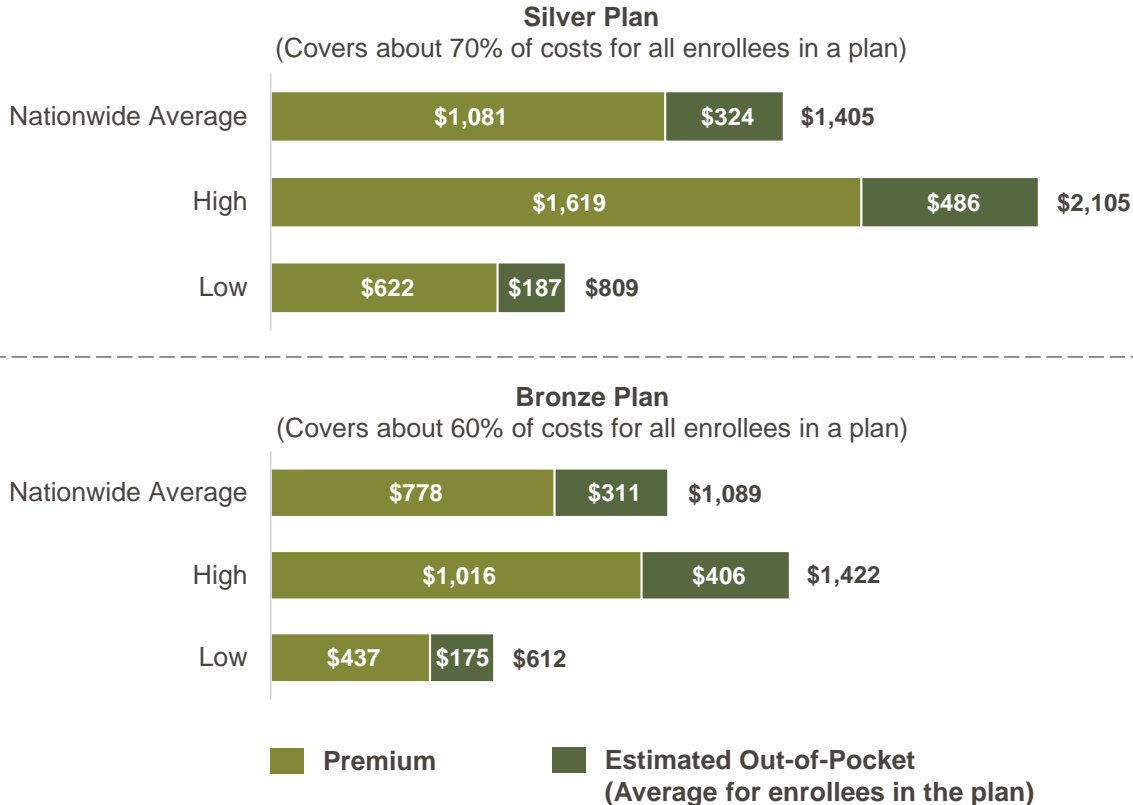 Silver Plan
(Covers about 70% of costs for all enrollees in a plan)
Nationwide Average $1,081 $324 $1,405
High $1,619 $486 $2,105
Low $622 $187 $809
Bronze Plan
(Covers about 60% of costs for all enrollees in a plan)
Nationwide Average $778 $311 $1,089
High $1,016 $406 $1,422
Low $437 $175 $612
Premium Estimated Out-of-Pocket
(Average for enrollees in the plan)